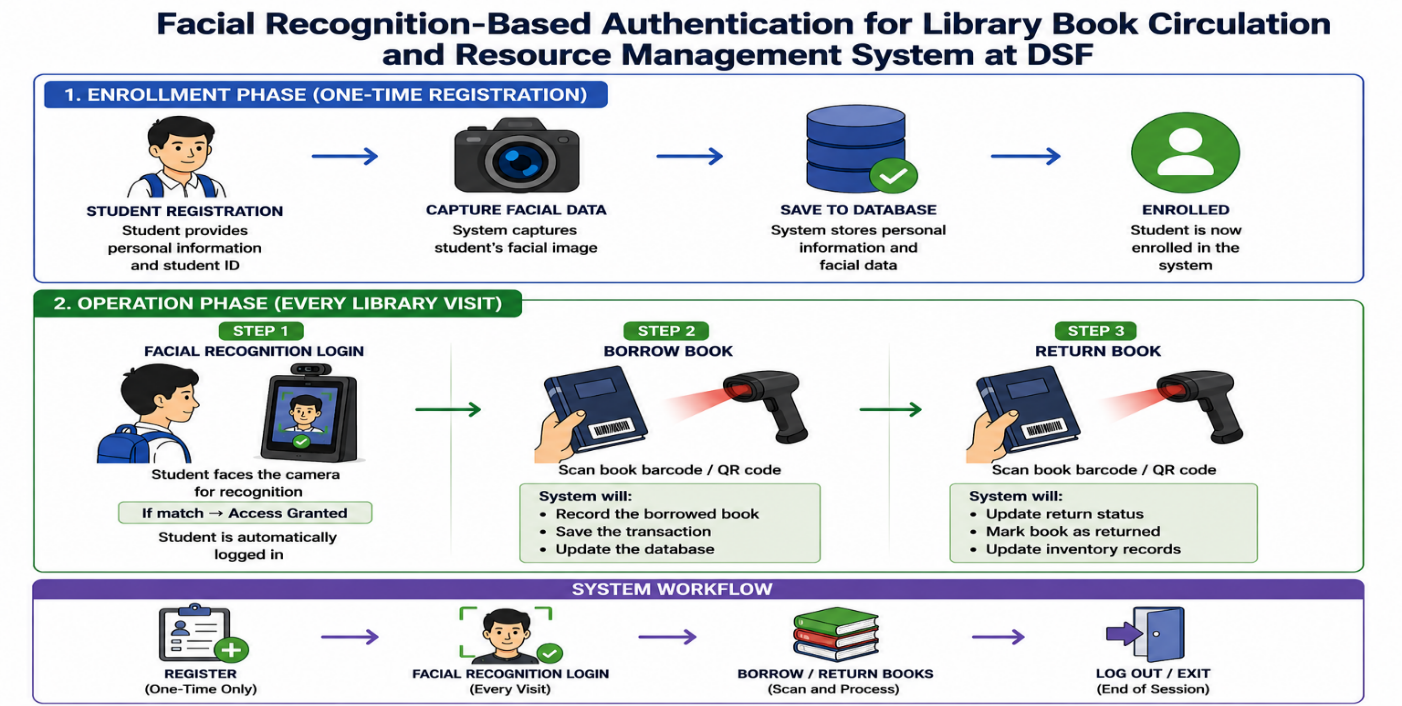 Facial Recognition-Based Authentication for Library Book Circulation
and Resource Management System at DSF
1. ENROLLMENT PHASE (ONE-TIME REGISTRATION)
STUDENT REGISTRATION
Student provides
personal information
and student ID
CAPTURE FACIAL DATA
System captures
student's facial image
SAVE TO DATABASE
System stores personal
information and
facial data
ENROLLED
Student is now
enrolled in the
system
2. OPERATION PHASE (EVERY LIBRARY VISIT)
STEP 1
FACIAL RECOGNITION LOGIN
Student faces the camera
for recognition
If match → Access Granted
Student is automatically
logged in
STEP 2
BORROW BOOK
Scan book barcode / QR code
System will:
• Record the borrowed book
• Save the transaction
• Update the database
STEP 3
RETURN BOOK
Scan book barcode / QR code
System will:
• Update return status
• Mark book as returned
• Update inventory records
SYSTEM WORKFLOW
REGISTER
(One-Time Only)
FACIAL RECOGNITION LOGIN
(Every Visit)
BORROW / RETURN BOOKS
(Scan and Process)
LOG OUT / EXIT
(End of Session)